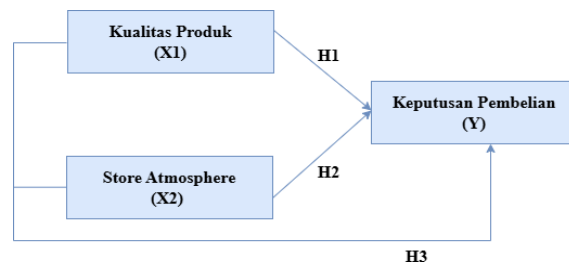 Kualitas Produk
(X1)
H1
Keputusan Pembelian
(Y)
Store Atmosphere
(X2)
H2
H3